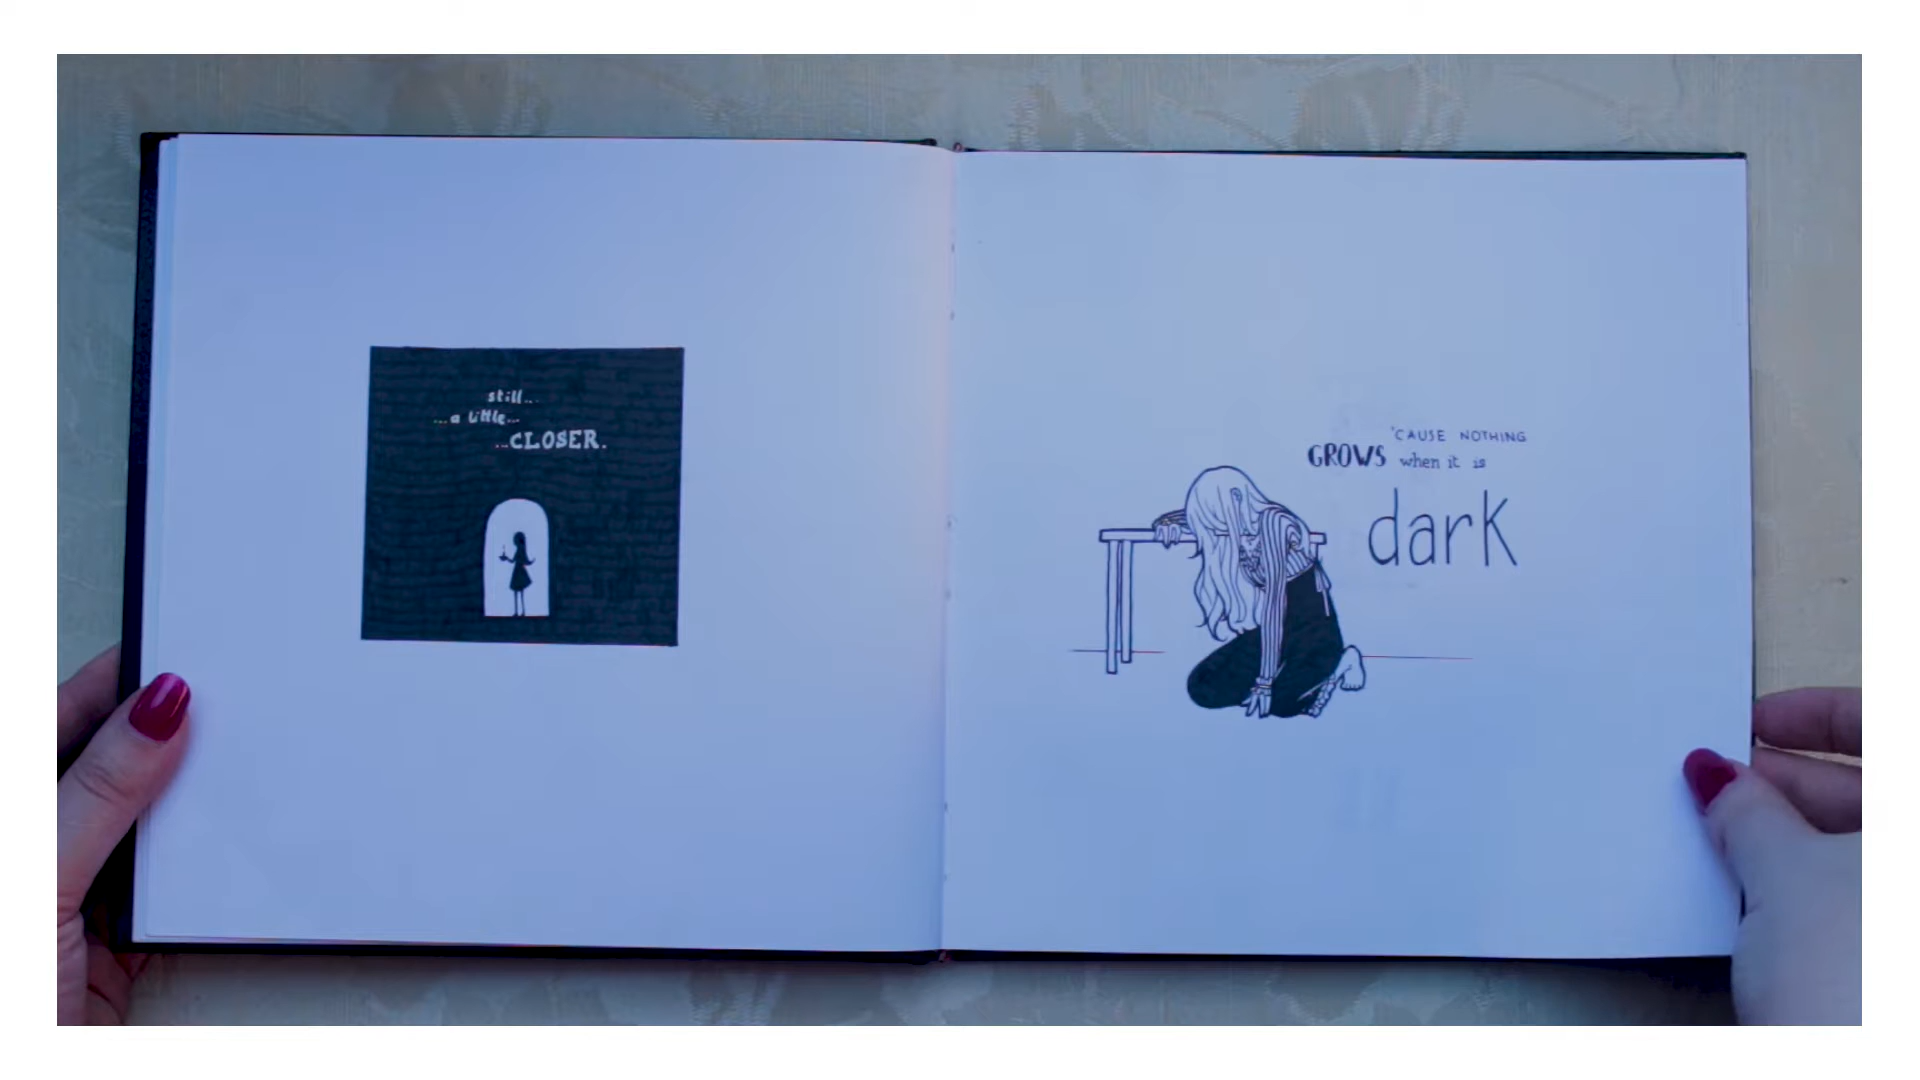 still...
...a little...
...CLOSER.
'CAUSE NOTHING
GROWS when it is
dark